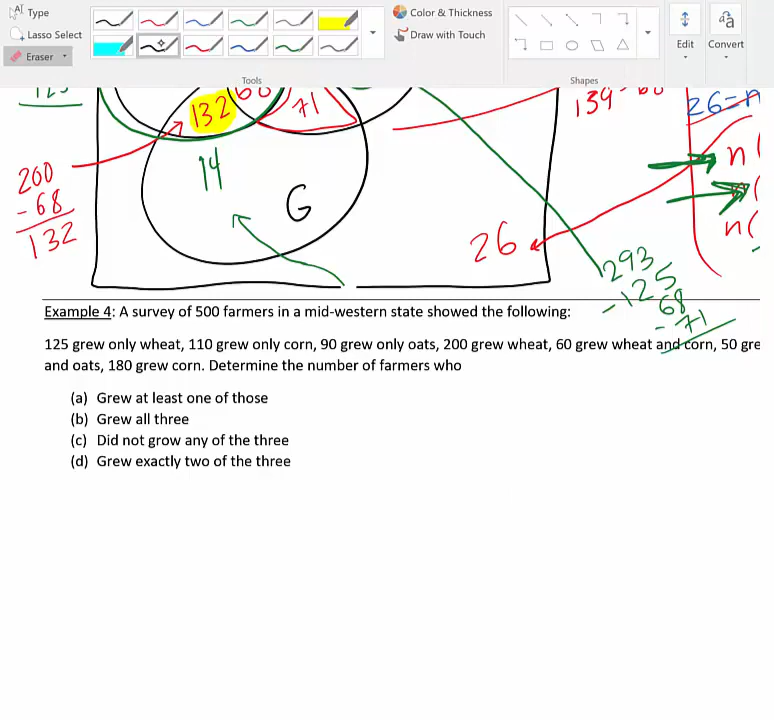 Type
Color & Thickness
Lasso Select
Draw with Touch
Edit
Convert
Eraser
Tools
Shapes
132
71
139
26=n
200
- 68
132
14
G
n(
n(
26
293
- 125
68
- 71
Example 4: A survey of 500 farmers in a mid-western state showed the following:
125 grew only wheat, 110 grew only corn, 90 grew only oats, 200 grew wheat, 60 grew wheat and corn, 50 gre
and oats, 180 grew corn. Determine the number of farmers who
(a) Grew at least one of those
(b) Grew all three
(c) Did not grow any of the three
(d) Grew exactly two of the three